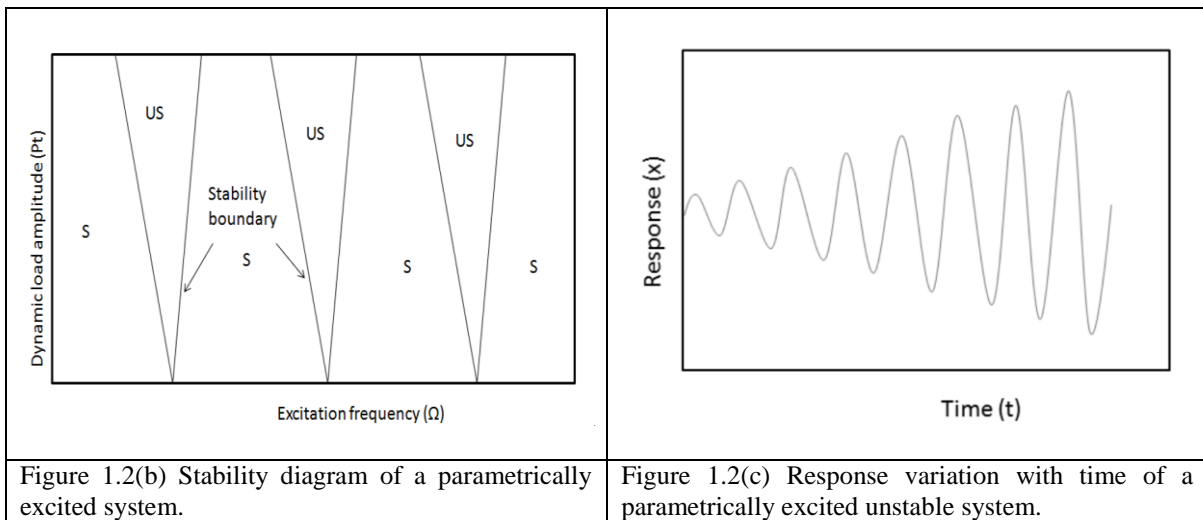 Dynamic load amplitude (Pt)
US
US
US
Stability
boundary
S
S
S
S
Excitation frequency (Ω)
Response (x)
Time (t)
Figure 1.2(b) Stability diagram of a parametrically
excited system.
Figure 1.2(c) Response variation with time of a
parametrically excited unstable system.